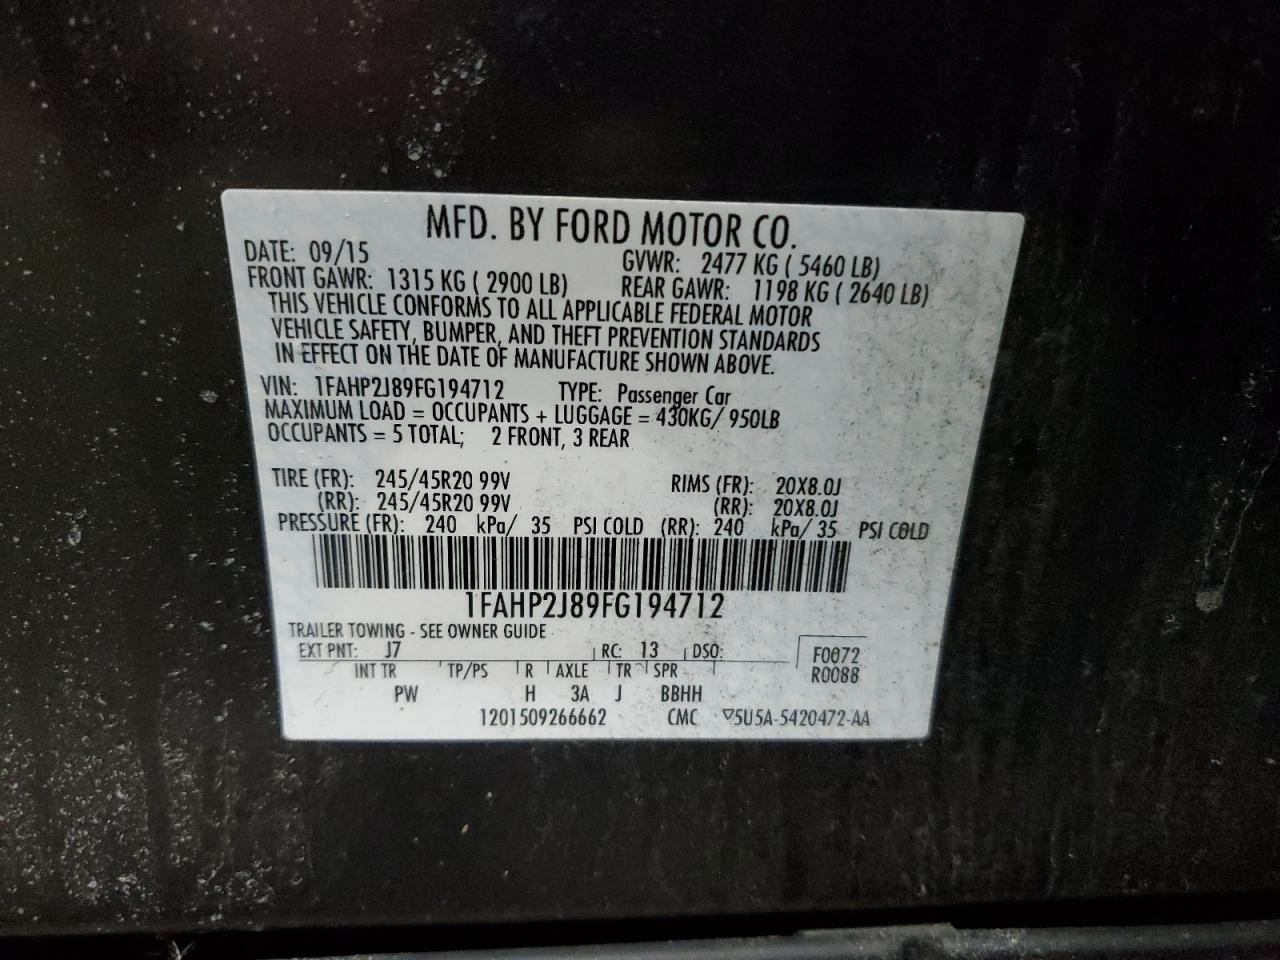 MFD. BY FORD MOTOR CO.
DATE: 09/15 GVWR: 2477 KG ( 5460 LB)
FRONT GAWR: 1315 KG ( 2900 LB) REAR GAWR: 1198 KG ( 2640 LB)
THIS VEHICLE CONFORMS TO ALL APPLICABLE FEDERAL MOTOR
VEHICLE SAFETY, BUMPER, AND THEFT PREVENTION STANDARDS
IN EFFECT ON THE DATE OF MANUFACTURE SHOWN ABOVE.
VIN: 1FAHP2J89FG194712 TYPE: Passenger Car
MAXIMUM LOAD = OCCUPANTS + LUGGAGE = 430KG/ 950LB
OCCUPANTS = 5 TOTAL; 2 FRONT, 3 REAR
TIRE (FR): 245/45R20 99V RIMS (FR): 20X8.0J
(RR): 245/45R20 99V (RR): 20X8.0J
PRESSURE (FR): 240 kPa/ 35 PSI COLD (RR): 240 kPa/ 35 PSI COLD
1FAHP2J89FG194712
TRAILER TOWING - SEE OWNER GUIDE
EXT PNT: J7 RC: 13 DSO: F0072
INT TR TP/PS R AXLE TR SPR R0088
PW H 3A J BBHH
1201509266662 CMC ▽5U5A-5420472-AA